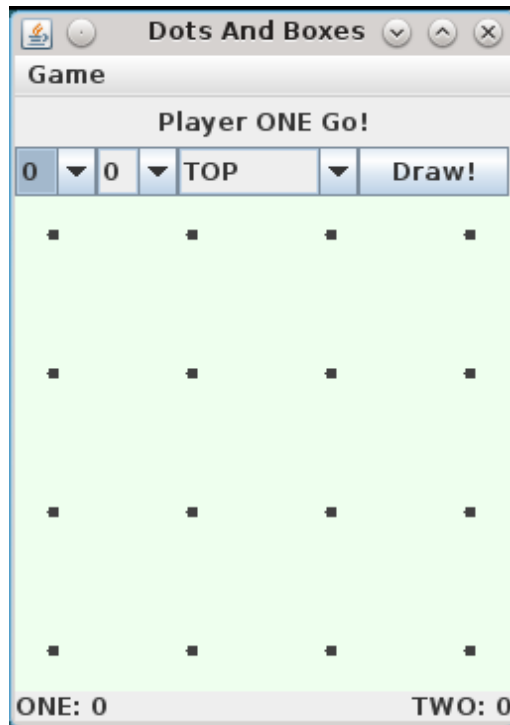 Dots And Boxes
Game
Player ONE Go!
0 0 TOP Draw!
ONE: 0 TWO: 0